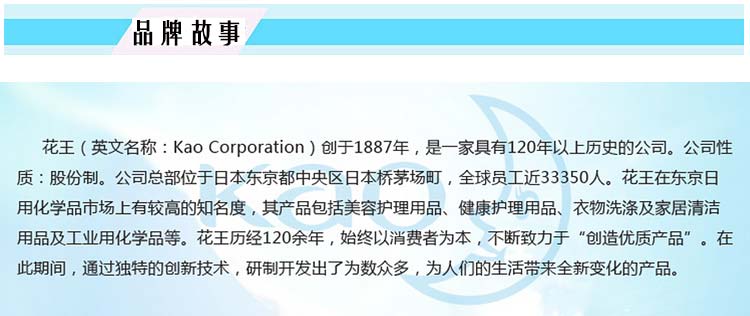 品牌故事
花王（英文名称：Kao Corporation）创于1887年，是一家具有120年以上历史的公司。公司性
质：股份制。公司总部位于日本东京都中央区日本桥茅场町，全球员工近33350人。花王在东京日
用化学品市场上有较高的知名度，其产品包括美容护理用品、健康护理用品、衣物洗涤及家居清洁
用品及工业用化学品等。花王历经120余年，始终以消费者为本，不断致力于“创造优质产品”。在
此期间，通过独特的创新技术，研制开发出了为数众多，为人们的生活带来全新变化的产品。
kao